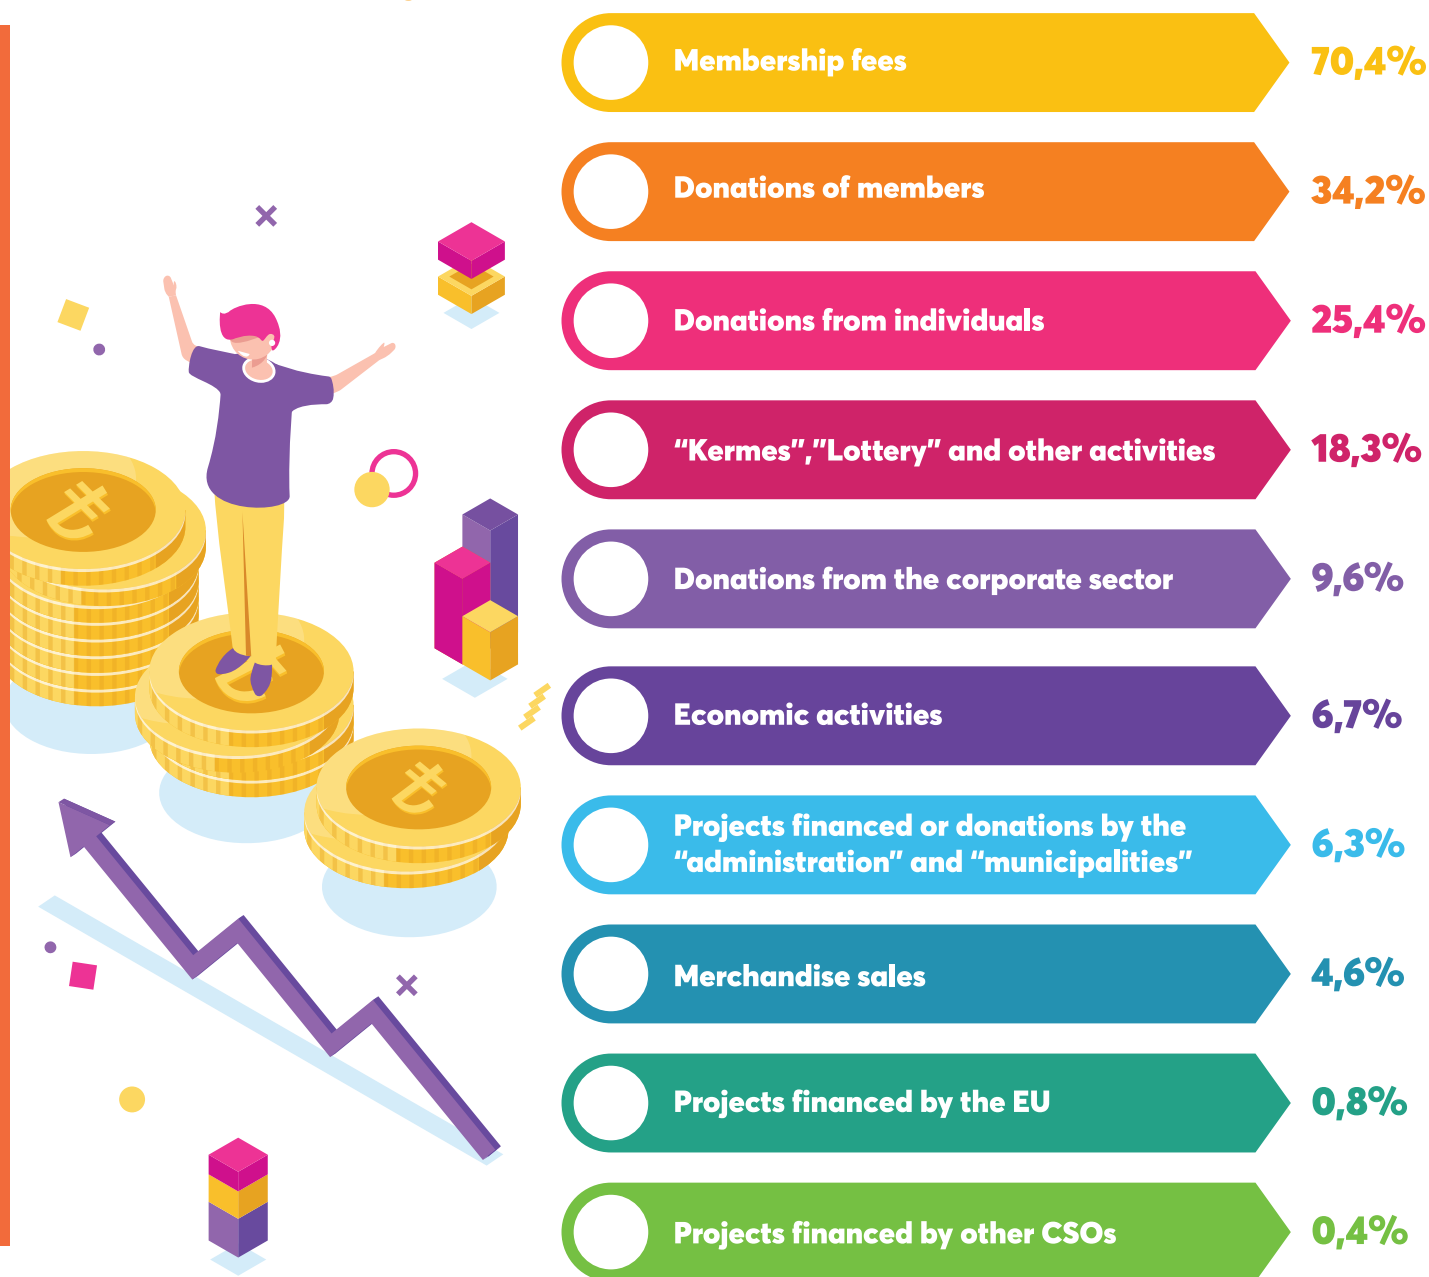 Membership fees 70,4%
Donations of members 34,2%
Donations from individuals 25,4%
“Kermes”,”Lottery” and other activities 18,3%
Donations from the corporate sector 9,6%
Economic activities 6,7%
Projects financed or donations by the
“administration” and “municipalities” 6,3%
Merchandise sales 4,6%
Projects financed by the EU 0,8%
Projects financed by other CSOs 0,4%